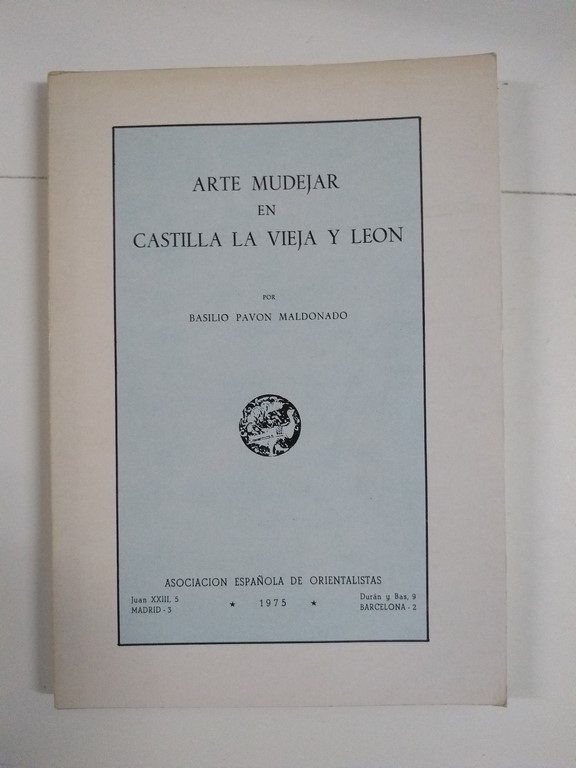 ARTE MUDEJAR
EN
CASTILLA LA VIEJA Y LEON
POR
BASILIO PAVON MALDONADO
ASOCIACION ESPAÑOLA DE ORIENTALISTAS
Juan XXIII, 5
MADRID - 3
★ 1975 ★
Durán y Bas, 9
BARCELONA - 2